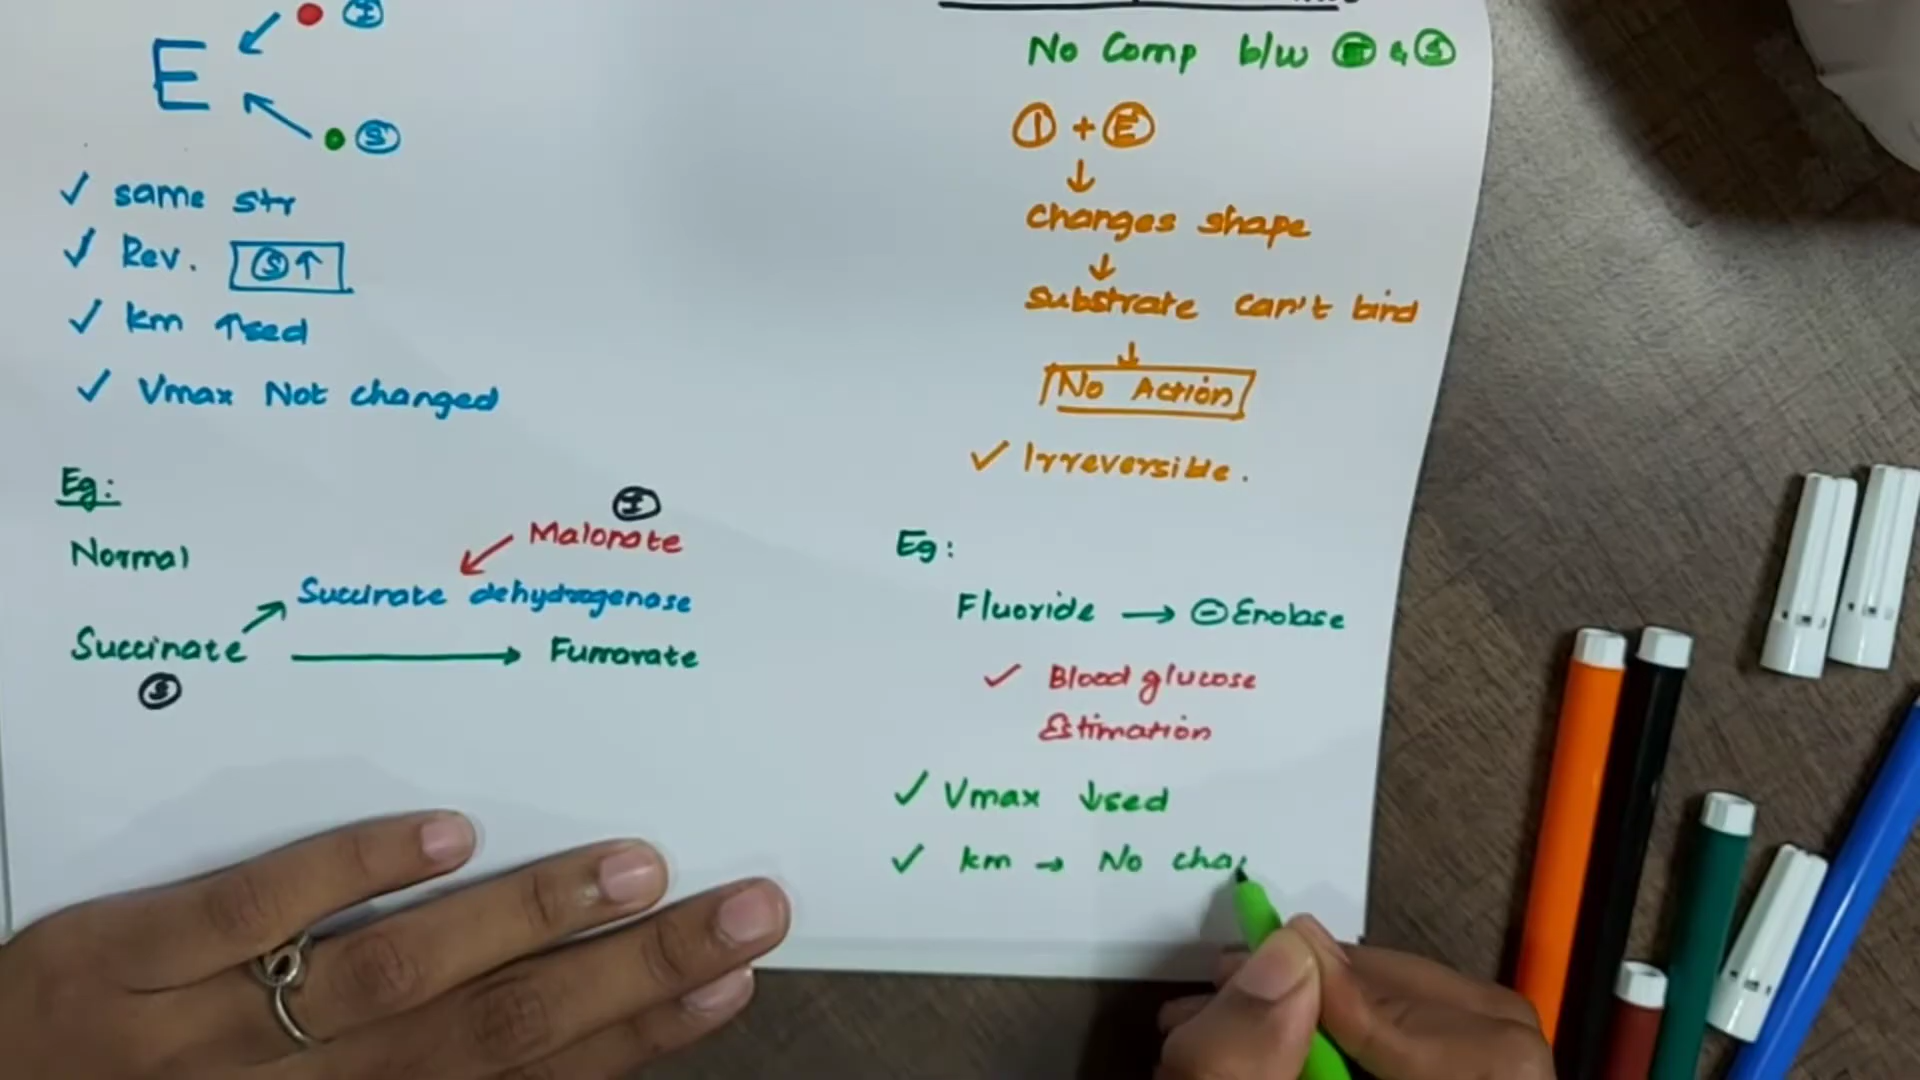 I
E
S
✓ same str
✓ Rev. S↑
✓ km ↑sed
✓ Vmax Not changed
Eg:
Normal
I
Malonate
Succinate dehydrogenase
Succinate → Fumarate
S
No Comp b/w & S
I + E
↓
changes shape
↓
substrate can't bind
↓
No Action
✓ Irreversible.
Eg:
Fluoride → ⊖ Enolase
✓ Blood glucose
Estimation
✓ Vmax ↓sed
✓ km → No cha